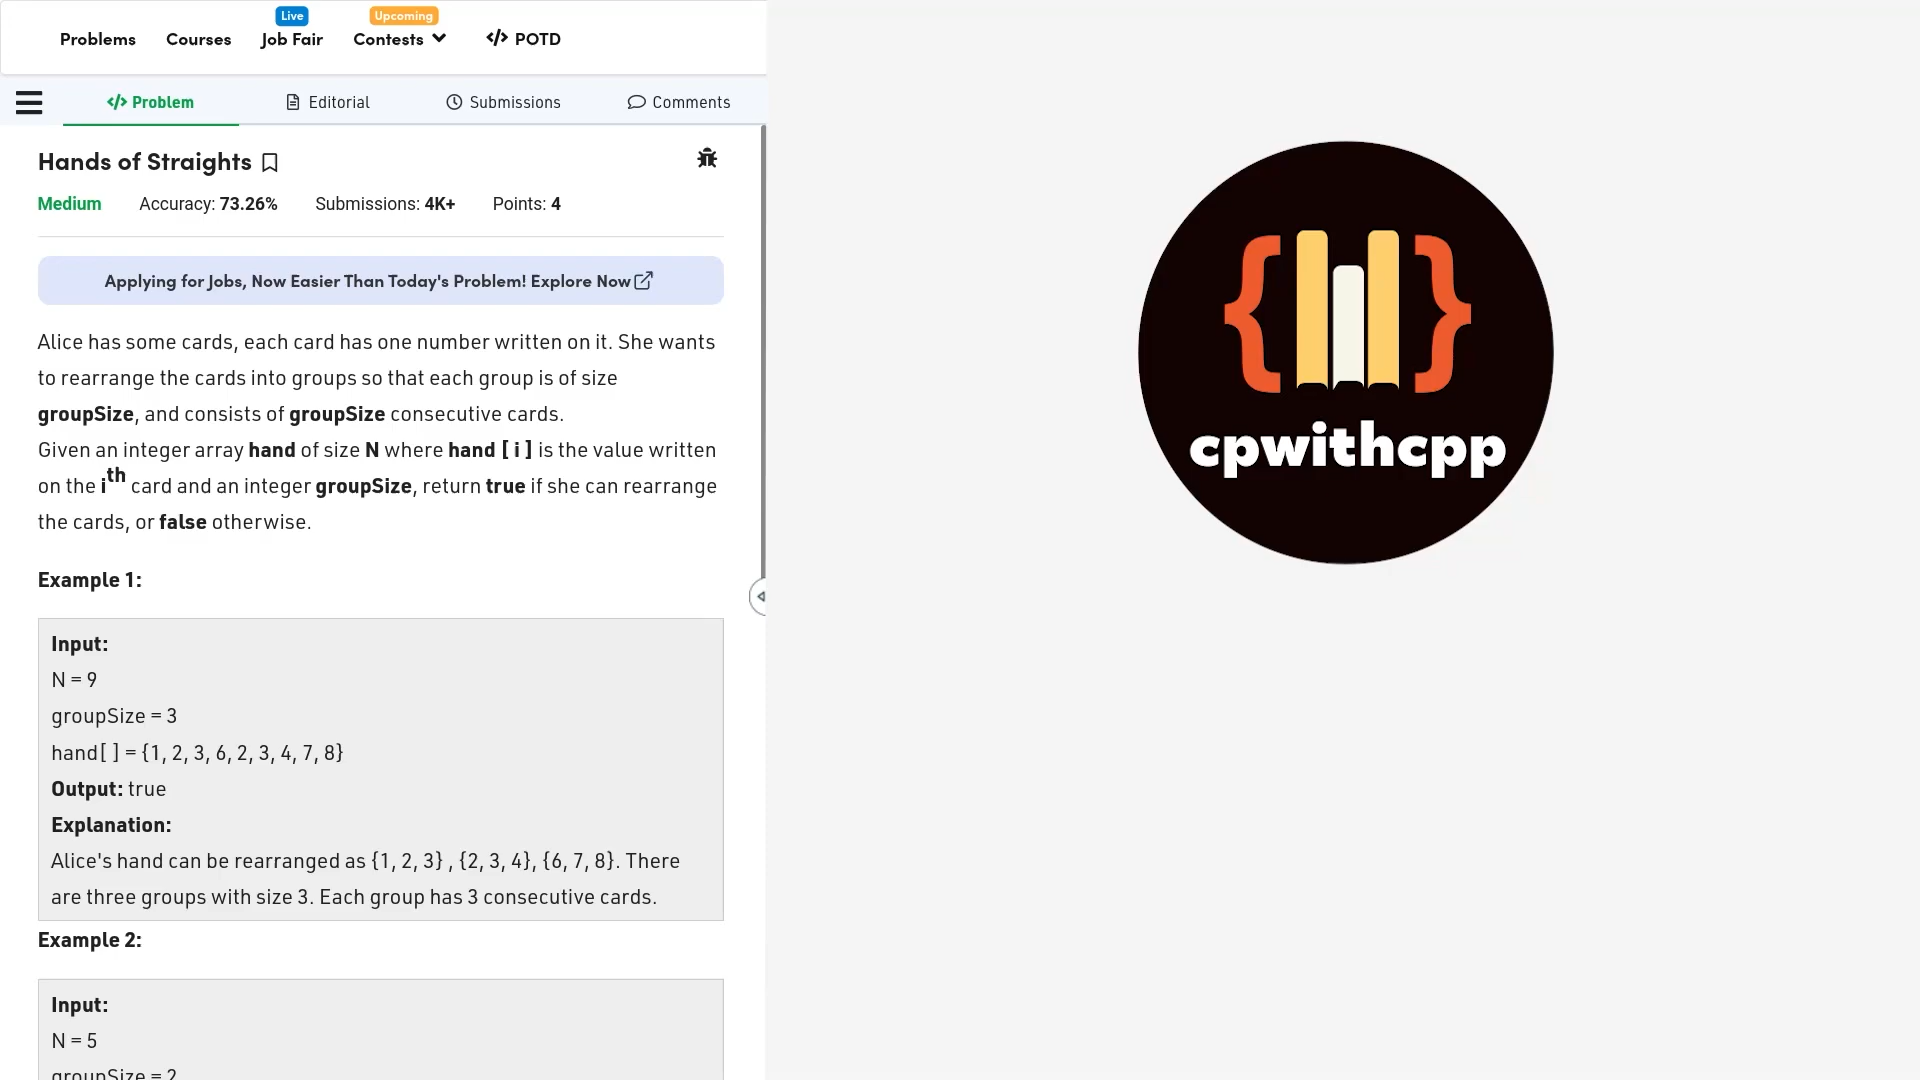 Live
Upcoming
Problems Courses Job Fair Contests POTD
Problem Editorial Submissions Comments
Hands of Straights
Medium Accuracy: 73.26% Submissions: 4K+ Points: 4
Applying for Jobs, Now Easier Than Today's Problem! Explore Now
Alice has some cards, each card has one number written on it. She wants
to rearrange the cards into groups so that each group is of size
groupSize, and consists of groupSize consecutive cards.
Given an integer array hand of size N where hand [ i ] is the value written
on the ith card and an integer groupSize, return true if she can rearrange
the cards, or false otherwise.
Example 1:
Input:
N = 9
groupSize = 3
hand[ ] = {1, 2, 3, 6, 2, 3, 4, 7, 8}
Output: true
Explanation:
Alice's hand can be rearranged as {1, 2, 3} , {2, 3, 4}, {6, 7, 8}. There
are three groups with size 3. Each group has 3 consecutive cards.
Example 2:
Input:
N = 5
groupSize = 2
cpwithcpp